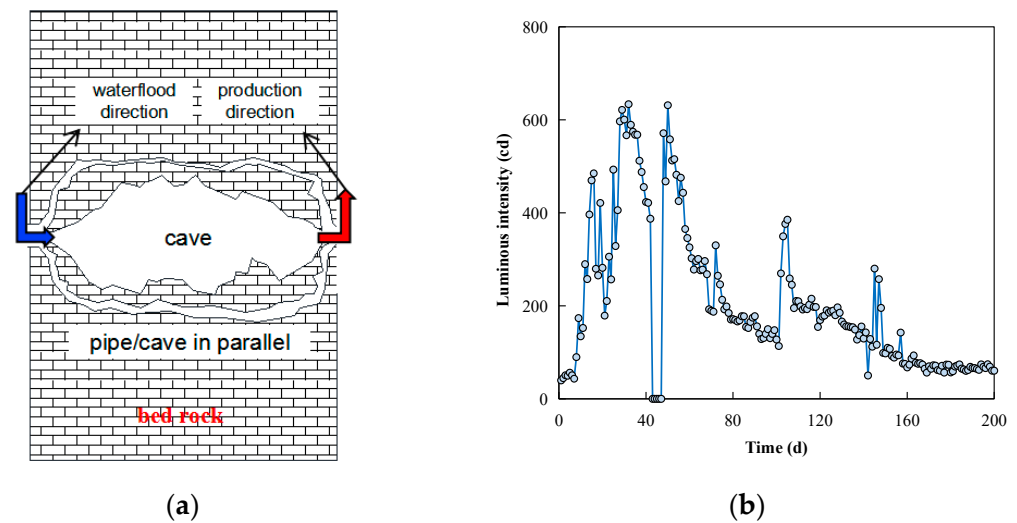 waterflood
direction
production
direction
cave
pipe/cave in parallel
bed rock
(a)
Luminous intensity (cd)
800
600
400
200
0
0
40
80
120
160
200
Time (d)
(b)